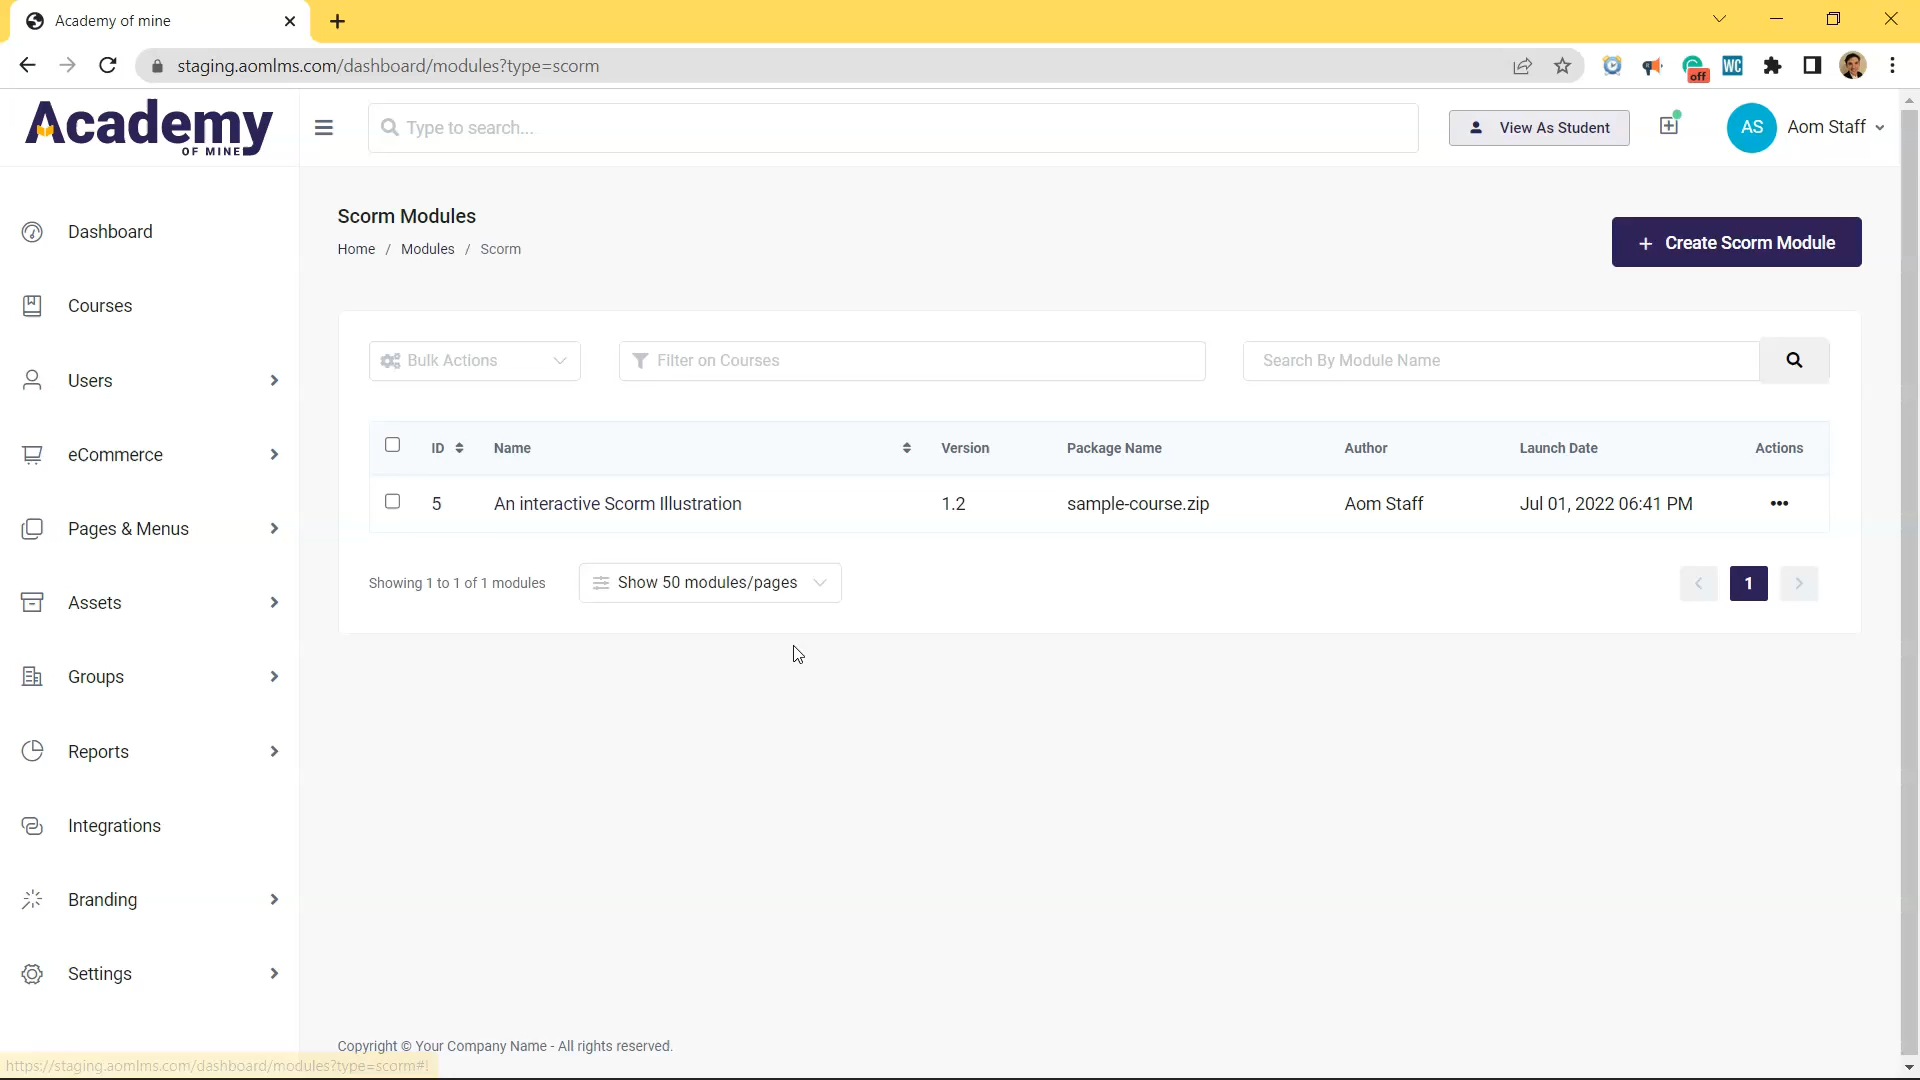 Academy of mine
staging.aomlms.com/dashboard/modules?type=scorm
off
WC
Academy
OF MINE
Type to search...
View As Student
AS
Aom Staff
Dashboard
Courses
Users
eCommerce
Pages & Menus
Assets
Groups
Reports
Integrations
Branding
Settings
Scorm Modules
Home / Modules / Scorm
+ Create Scorm Module
Bulk Actions
Filter on Courses
Search By Module Name
ID Name Version Package Name Author Launch Date Actions
5 An interactive Scorm Illustration 1.2 sample-course.zip Aom Staff Jul 01, 2022 06:41 PM
Showing 1 to 1 of 1 modules
Show 50 modules/pages
1
Copyright © Your Company Name - All rights reserved.
https://staging.aomlms.com/dashboard/modules?type=scorm#!